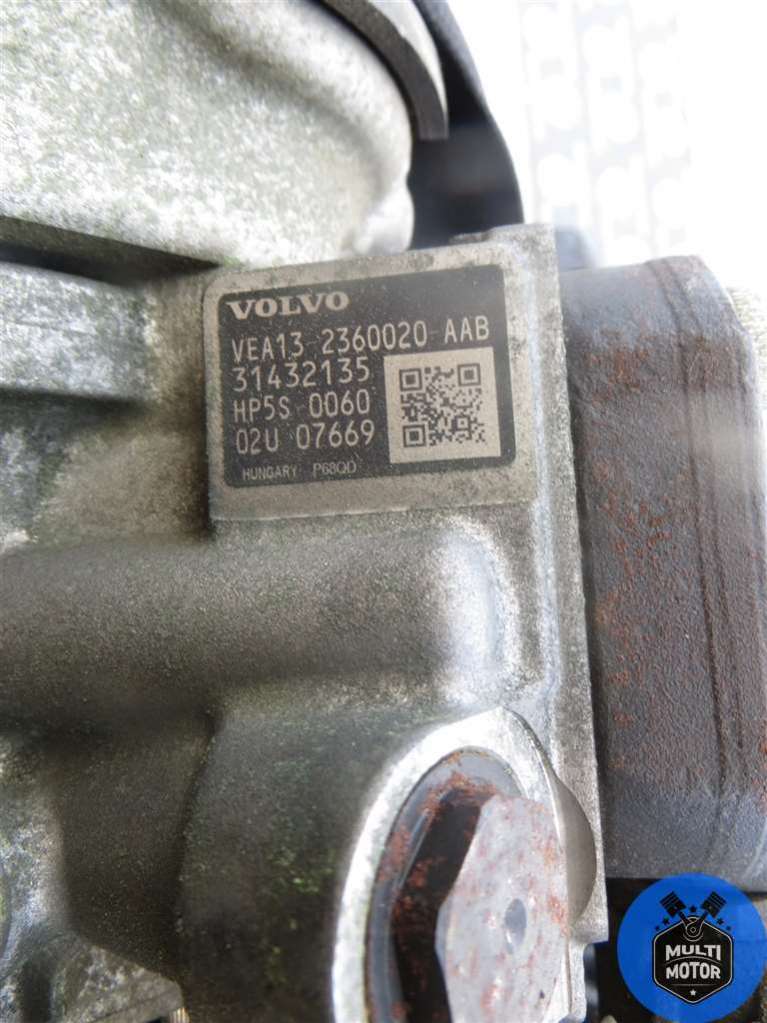 VOLVO
VEA13-2360020-AAB
31432135
HP5S 0060
02U 07669
HUNGARY P68QD
MULTI
MOTOR